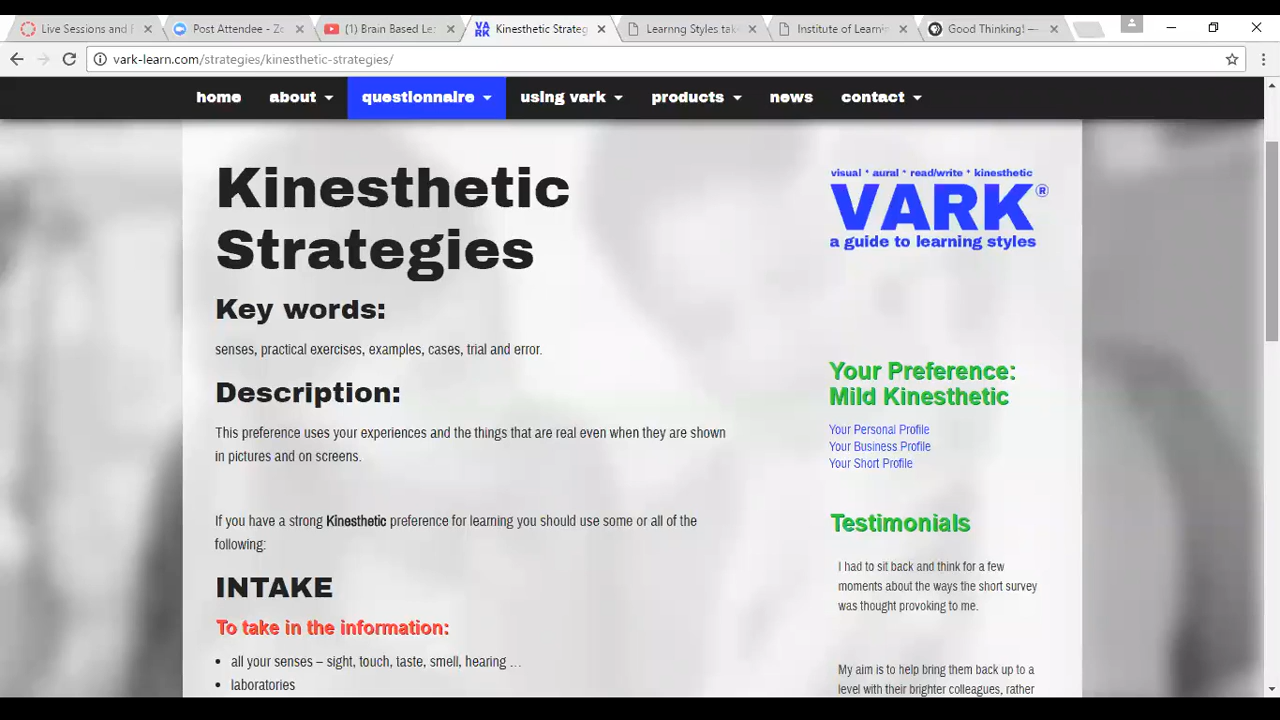 Live Sessions and F
Post Attendee - Zo
(1) Brain Based Le
Kinesthetic Strateg
Learnng Styles take
Institute of Learnin
Good Thinking! —
vark-learn.com/strategies/kinesthetic-strategies/
home
about
questionnaire
using vark
products
news
contact
Kinesthetic
Strategies
Key words:
senses, practical exercises, examples, cases, trial and error.
Description:
This preference uses your experiences and the things that are real even when they are shown
in pictures and on screens.
If you have a strong Kinesthetic preference for learning you should use some or all of the
following:
INTAKE
To take in the information:
• all your senses – sight, touch, taste, smell, hearing …
• laboratories
visual * aural * read/write * kinesthetic
VARK®
a guide to learning styles
Your Preference:
Mild Kinesthetic
Your Personal Profile
Your Business Profile
Your Short Profile
Testimonials
I had to sit back and think for a few
moments about the ways the short survey
was thought provoking to me.
My aim is to help bring them back up to a
level with their brighter colleagues, rather